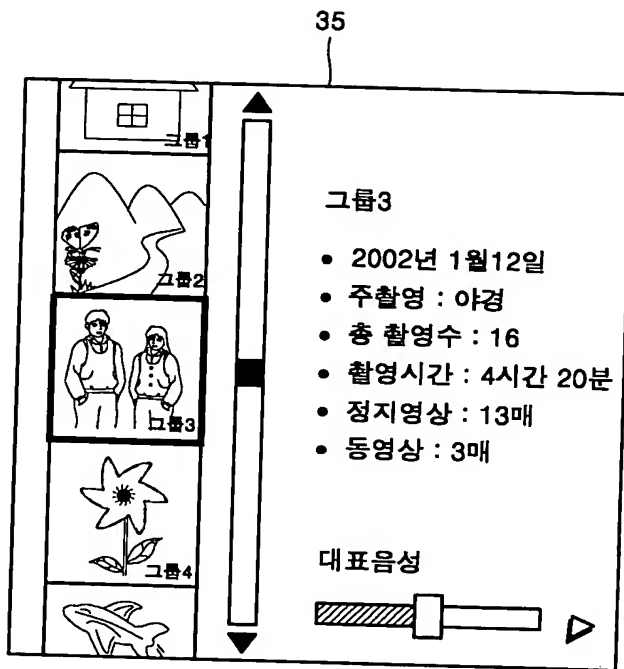 35
그룹1
그룹2
그룹3
그룹4
그룹3
• 2002년 1월12일
• 주촬영 : 야경
• 총 촬영수 : 16
• 촬영시간 : 4시간 20분
• 정지영상 : 13매
• 동영상 : 3매
대표음성